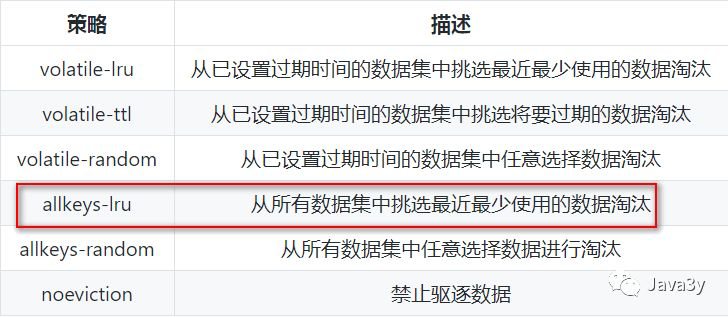 策略 描述
volatile-lru 从已设置过期时间的数据集中挑选最近最少使用的数据淘汰
volatile-ttl 从已设置过期时间的数据集中挑选将要过期的数据淘汰
volatile-random 从已设置过期时间的数据集中任意选择数据淘汰
allkeys-lru 从所有数据集中挑选最近最少使用的数据淘汰
allkeys-random 从所有数据集中任意选择数据进行淘汰
noeviction 禁止驱逐数据
Java3y